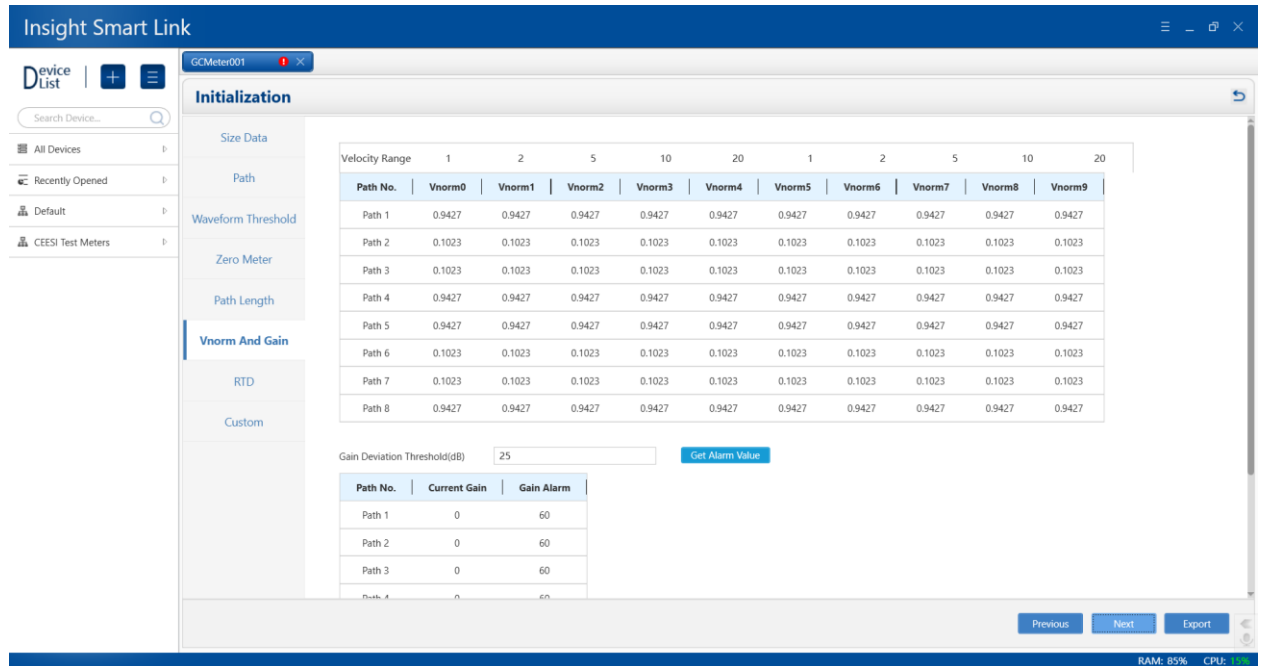 Insight Smart Link
Device List
GCMeter001
Initialization
Search Device...
All Devices
Recently Opened
Default
CEESI Test Meters
Size Data
Path
Waveform Threshold
Zero Meter
Path Length
Vnorm And Gain
RTD
Custom
Velocity Range 1 2 5 10 20 1 2 5 10 20
Path No. Vnorm0 Vnorm1 Vnorm2 Vnorm3 Vnorm4 Vnorm5 Vnorm6 Vnorm7 Vnorm8 Vnorm9
Path 1 0.9427 0.9427 0.9427 0.9427 0.9427 0.9427 0.9427 0.9427 0.9427 0.9427
Path 2 0.1023 0.1023 0.1023 0.1023 0.1023 0.1023 0.1023 0.1023 0.1023 0.1023
Path 3 0.1023 0.1023 0.1023 0.1023 0.1023 0.1023 0.1023 0.1023 0.1023 0.1023
Path 4 0.9427 0.9427 0.9427 0.9427 0.9427 0.9427 0.9427 0.9427 0.9427 0.9427
Path 5 0.9427 0.9427 0.9427 0.9427 0.9427 0.9427 0.9427 0.9427 0.9427 0.9427
Path 6 0.1023 0.1023 0.1023 0.1023 0.1023 0.1023 0.1023 0.1023 0.1023 0.1023
Path 7 0.1023 0.1023 0.1023 0.1023 0.1023 0.1023 0.1023 0.1023 0.1023 0.1023
Path 8 0.9427 0.9427 0.9427 0.9427 0.9427 0.9427 0.9427 0.9427 0.9427 0.9427
Gain Deviation Threshold(dB) 25 Get Alarm Value
Path No. Current Gain Gain Alarm
Path 1 0 60
Path 2 0 60
Path 3 0 60
Path 4 0 60
Previous Next Export
RAM: 85% CPU: 15%